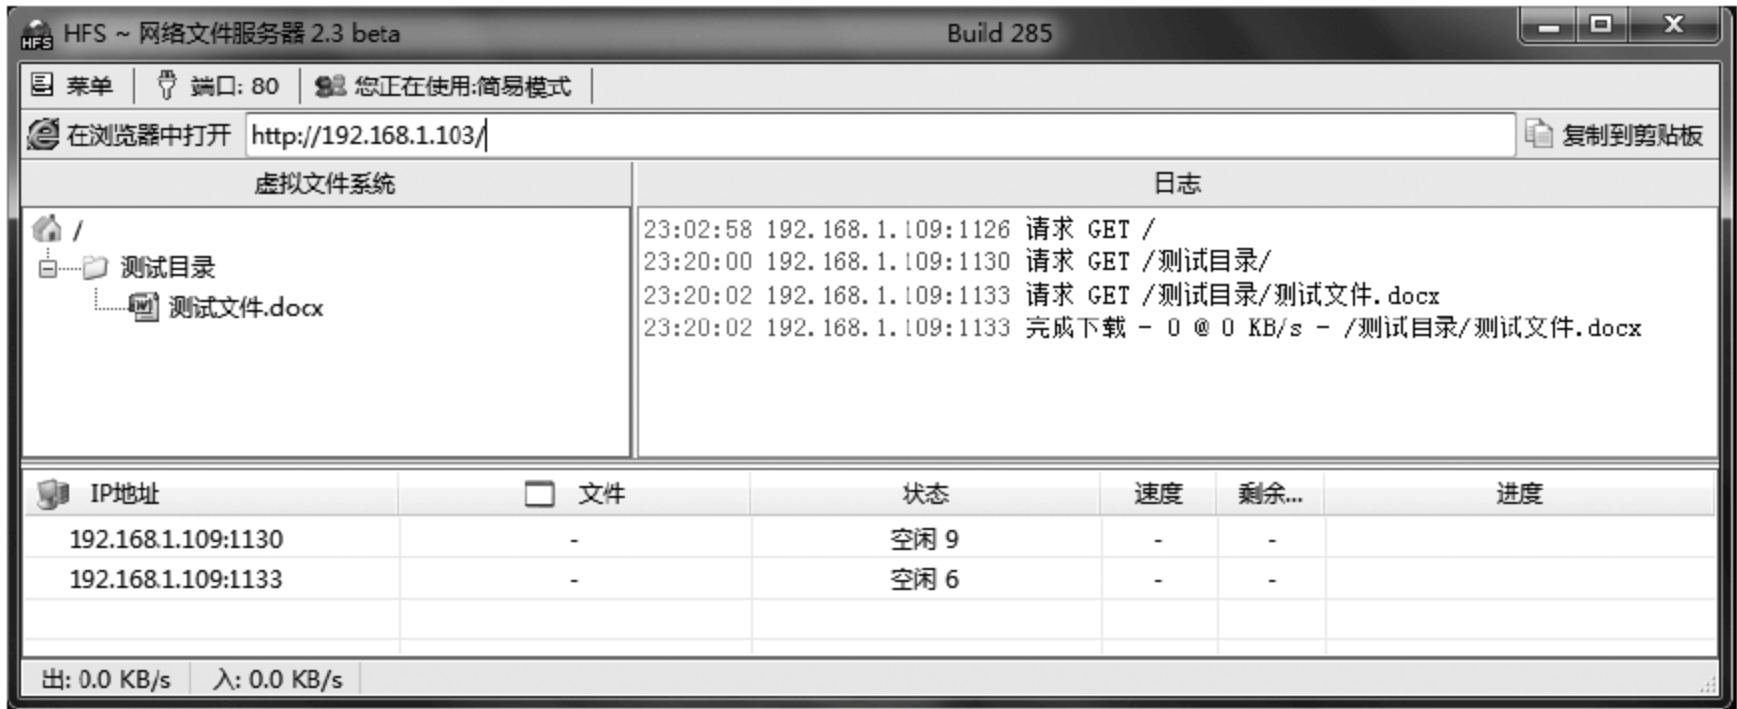 HFS ~ 网络文件服务器 2.3 beta Build 285
菜单 端口: 80 您正在使用:简易模式
在浏览器中打开 http://192.168.1.103/ 复制到剪贴板
虚拟文件系统 日志
/
测试目录
测试文件.docx
23:02:58 192.168.1.109:1126 请求 GET /
23:20:00 192.168.1.109:1130 请求 GET /测试目录/
23:20:02 192.168.1.109:1133 请求 GET /测试目录/测试文件.docx
23:20:02 192.168.1.109:1133 完成下载 - 0 @ 0 KB/s - /测试目录/测试文件.docx
IP地址 文件 状态 速度 剩余... 进度
192.168.1.109:1130 - 空闲 9 - -
192.168.1.109:1133 - 空闲 6 - -
出: 0.0 KB/s 入: 0.0 KB/s